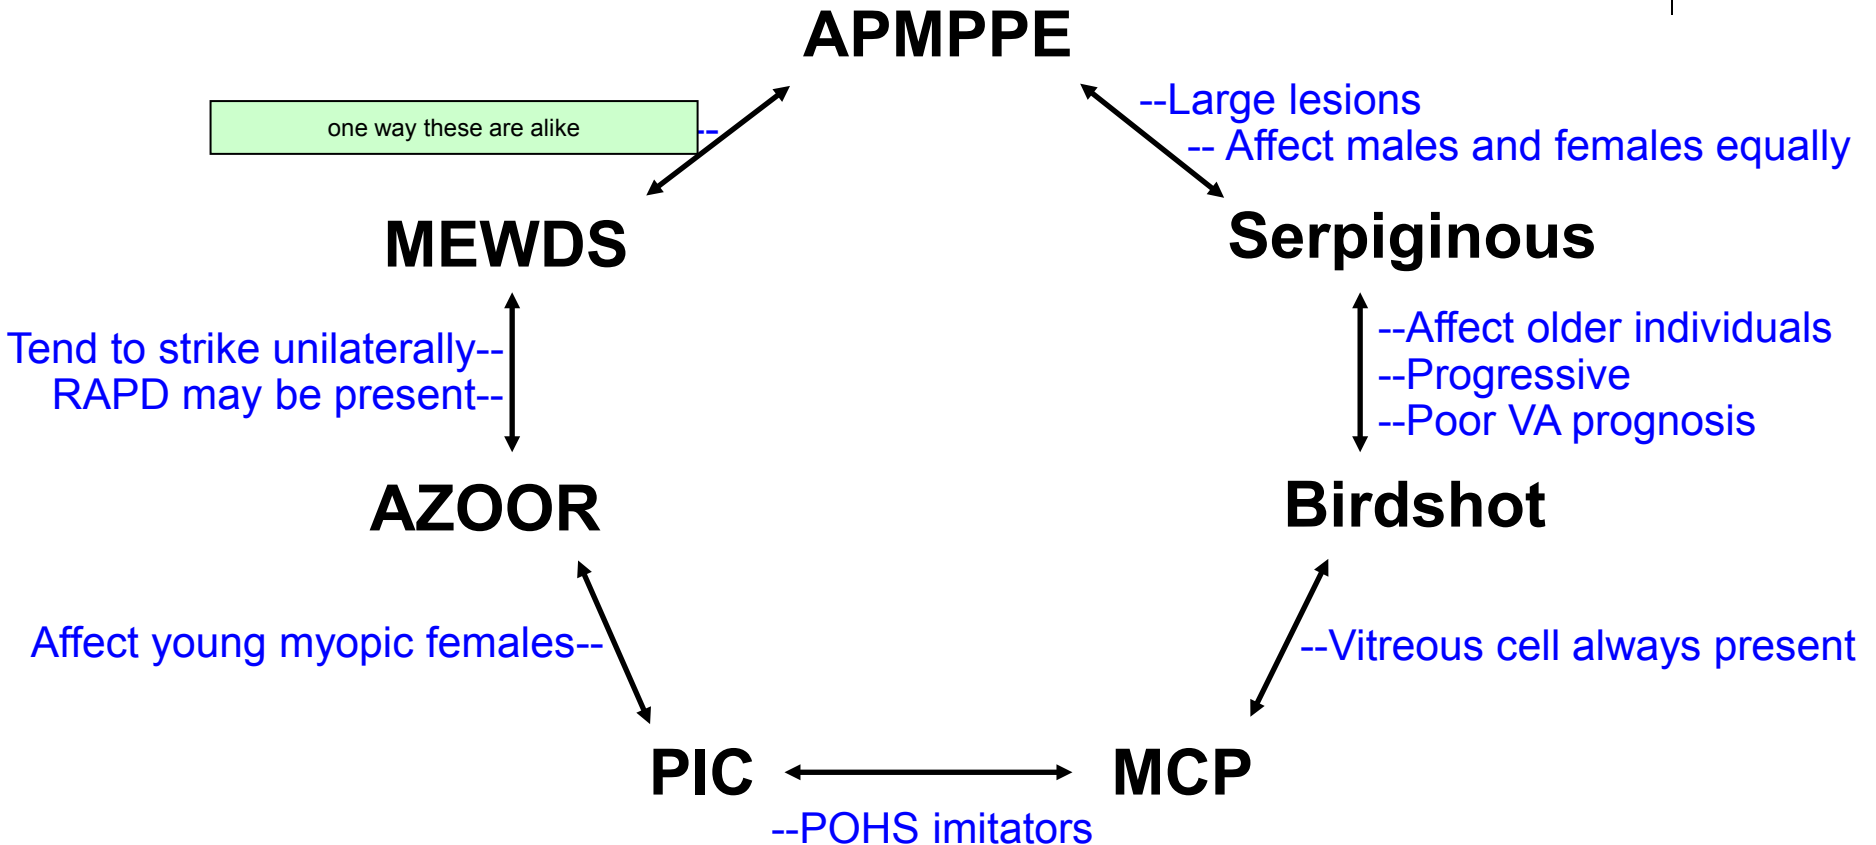 APMPPE
one way these are alike--
--Large lesions
-- Affect males and females equally
MEWDS
Serpiginous
Tend to strike unilaterally--
RAPD may be present--
--Affect older individuals
--Progressive
--Poor VA prognosis
AZOOR
Birdshot
Affect young myopic females--
--Vitreous cell always present
PIC
MCP
--POHS imitators